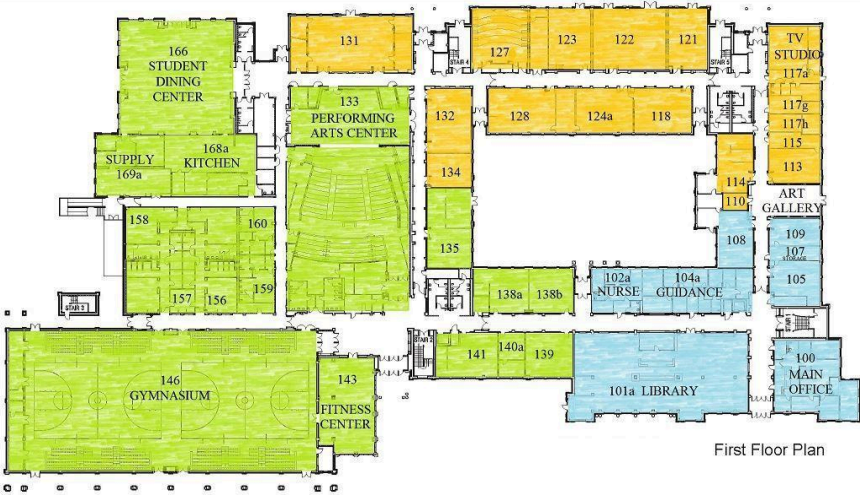 166
STUDENT
DINING
CENTER
131
STAIR 4
127
123
122
121
STAIR 5
TV
STUDIO
117a
117g
117h
115
113
133
PERFORMING
ARTS CENTER
132
134
128
124a
118
114
110
ART
GALLERY
SUPPLY
169a
168a
KITCHEN
158
160
157
156
159
135
108
109
107
STORAGE
105
138a
138b
102a
NURSE
104a
GUIDANCE
STAIR 3
STAIR 2
STAIR 1
146
GYMNASIUM
143
FITNESS
CENTER
141
140a
139
101a LIBRARY
100
MAIN
OFFICE
First Floor Plan